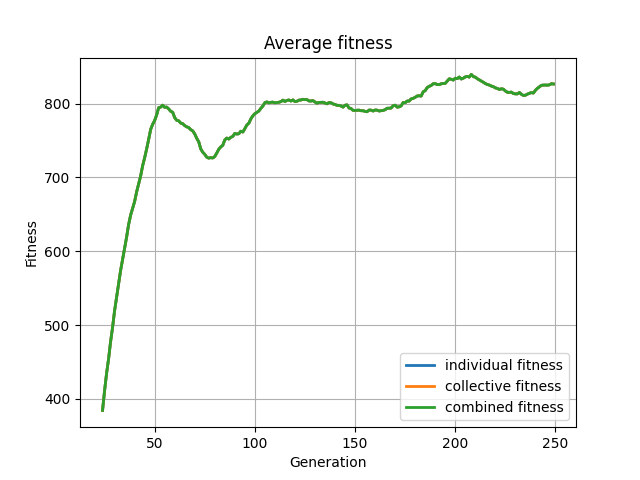 Average fitness
Fitness
800
700
600
500
400
individual fitness
collective fitness
combined fitness
50 100 150 200 250
Generation